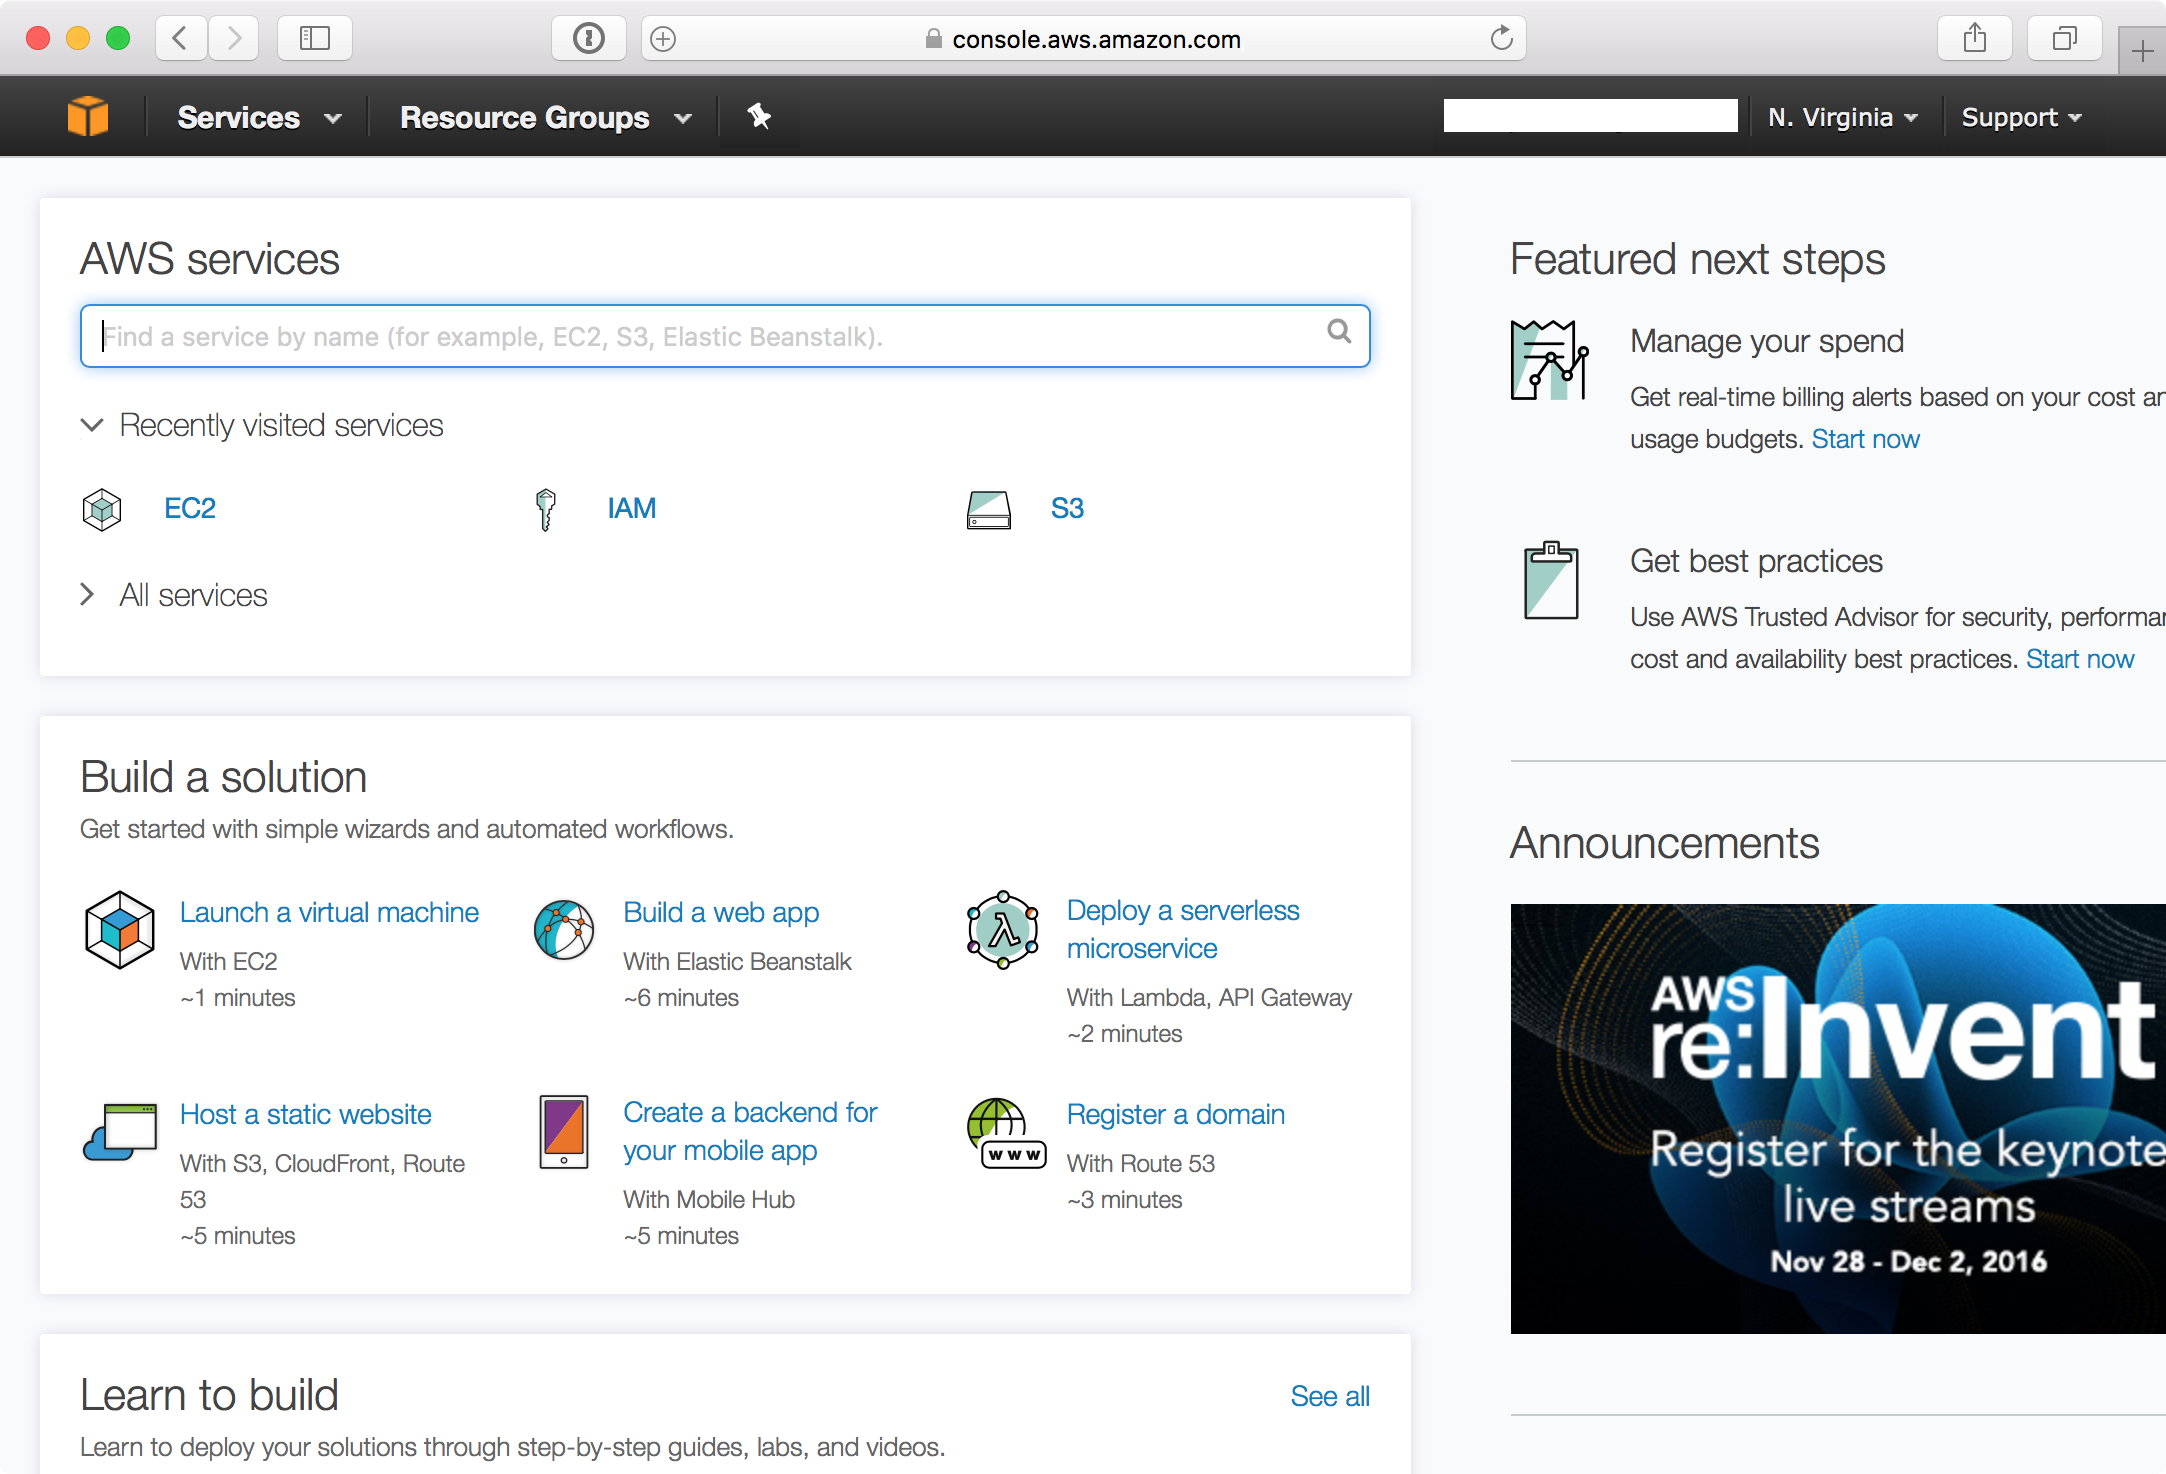 console.aws.amazon.com
Services
Resource Groups
N. Virginia
Support
AWS services
Find a service by name (for example, EC2, S3, Elastic Beanstalk).
Recently visited services
EC2
IAM
S3
All services
Build a solution
Get started with simple wizards and automated workflows.
Launch a virtual machine
With EC2
~1 minutes
Build a web app
With Elastic Beanstalk
~6 minutes
Deploy a serverless
microservice
With Lambda, API Gateway
~2 minutes
Host a static website
With S3, CloudFront, Route
53
~5 minutes
Create a backend for
your mobile app
With Mobile Hub
~5 minutes
www
Register a domain
With Route 53
~3 minutes
Learn to build
See all
Learn to deploy your solutions through step-by-step guides, labs, and videos.
Featured next steps
Manage your spend
Get real-time billing alerts based on your cost
usage budgets. Start now
Get best practices
Use AWS Trusted Advisor for security,
cost and availability best practices. Start now
Announcements
AWS
re:Invent
Register for the keynote
live streams
Nov 28 - Dec 2, 2016